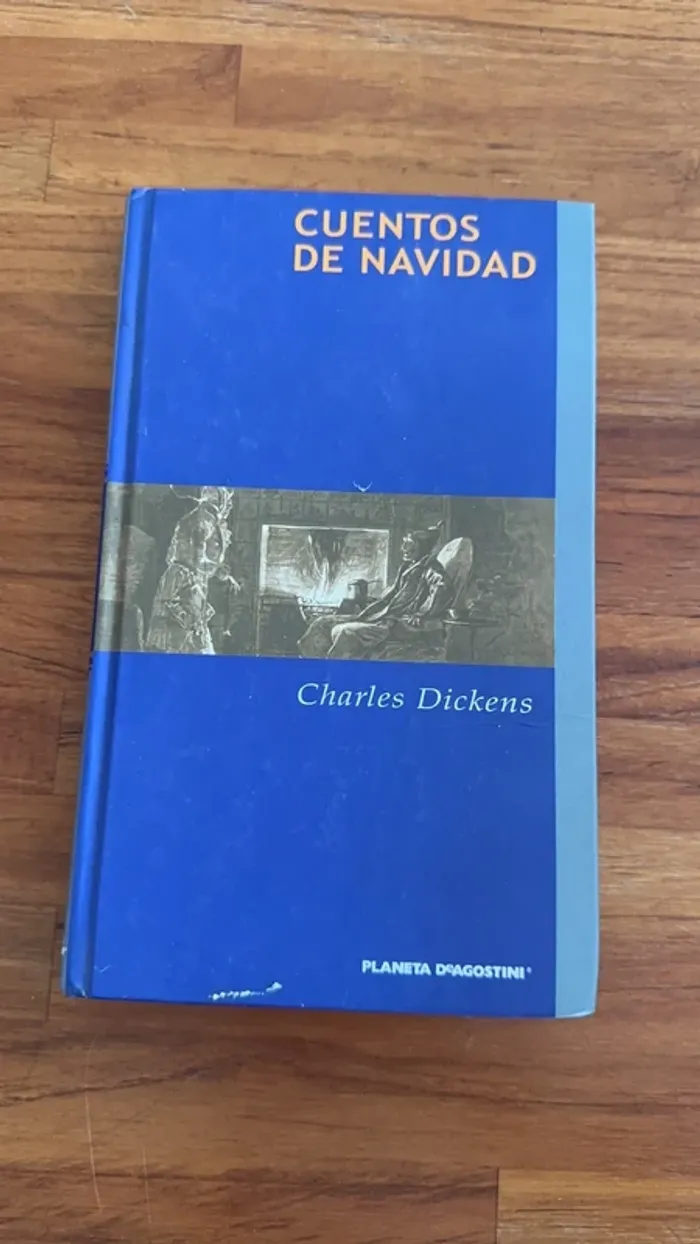 CUENTOS
DE NAVIDAD
Charles Dickens
PLANETA DeAGOSTINI®